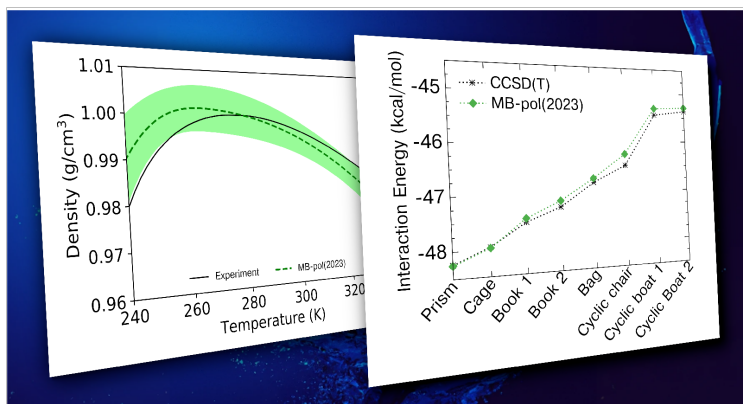 Density (g/cm³)
1.01
1.00
0.99
0.98
0.97
0.96
Experiment
MB-pol(2023)
240
260
280
300
320
Temperature (K)
Interaction Energy (kcal/mol)
-45
-46
-47
-48
CCSD(T)
MB-pol(2023)
Prism
Cage
Book 1
Book 2
Bag
Cyclic chair
Cyclic boat 1
Cyclic Boat 2